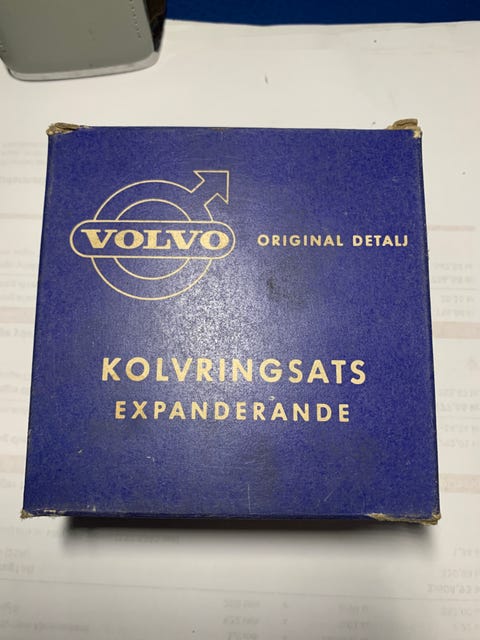 VOLVO ORIGINAL DETALJ
KOLVRINGSATS
EXPANDERANDE